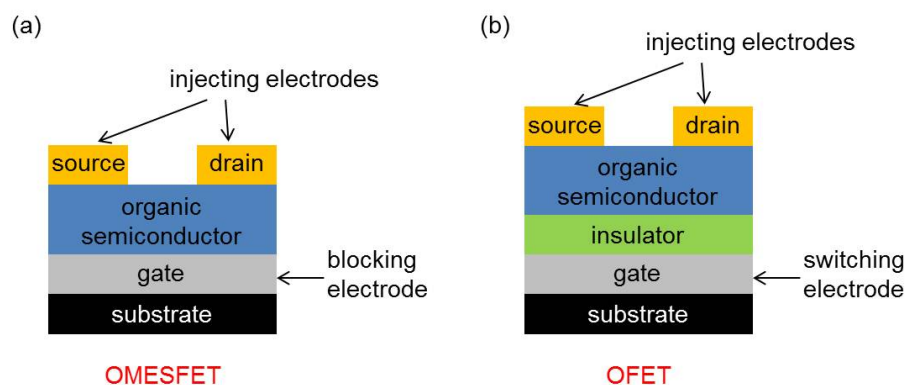 (a)
injecting electrodes
source
drain
organic
semiconductor
gate
blocking
electrode
substrate
OMESFET
(b)
injecting electrodes
source
drain
organic
semiconductor
insulator
gate
switching
electrode
substrate
OFET